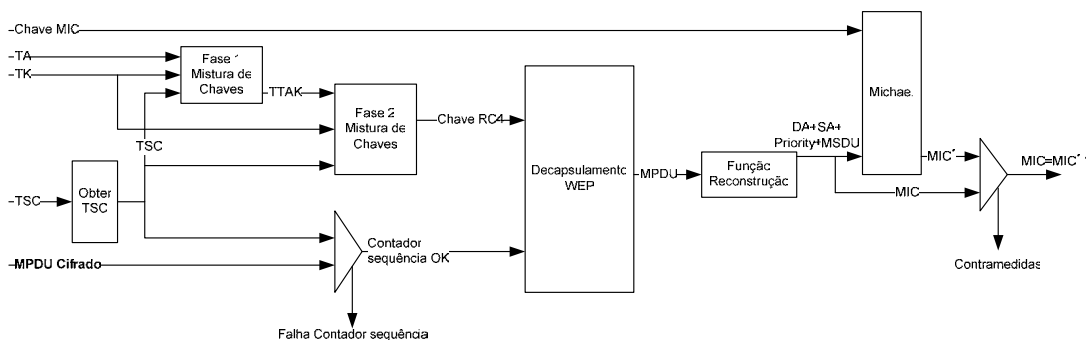 Chave MIC
TA
TK
Fase 1
Mistura de
Chaves
TTAK
Fase 2
Mistura de
Chaves
TSC
Chave RC4
TSC
Obter
TSC
MPDU Cifrado
Contador
sequência OK
Falha Contador sequência
Decapsulamento
WEP
MPDU
Função
Reconstrução
DA+SA+
Priority+MSDU
Michael
MIC´
MIC
MIC=MIC´?
Contramedidas